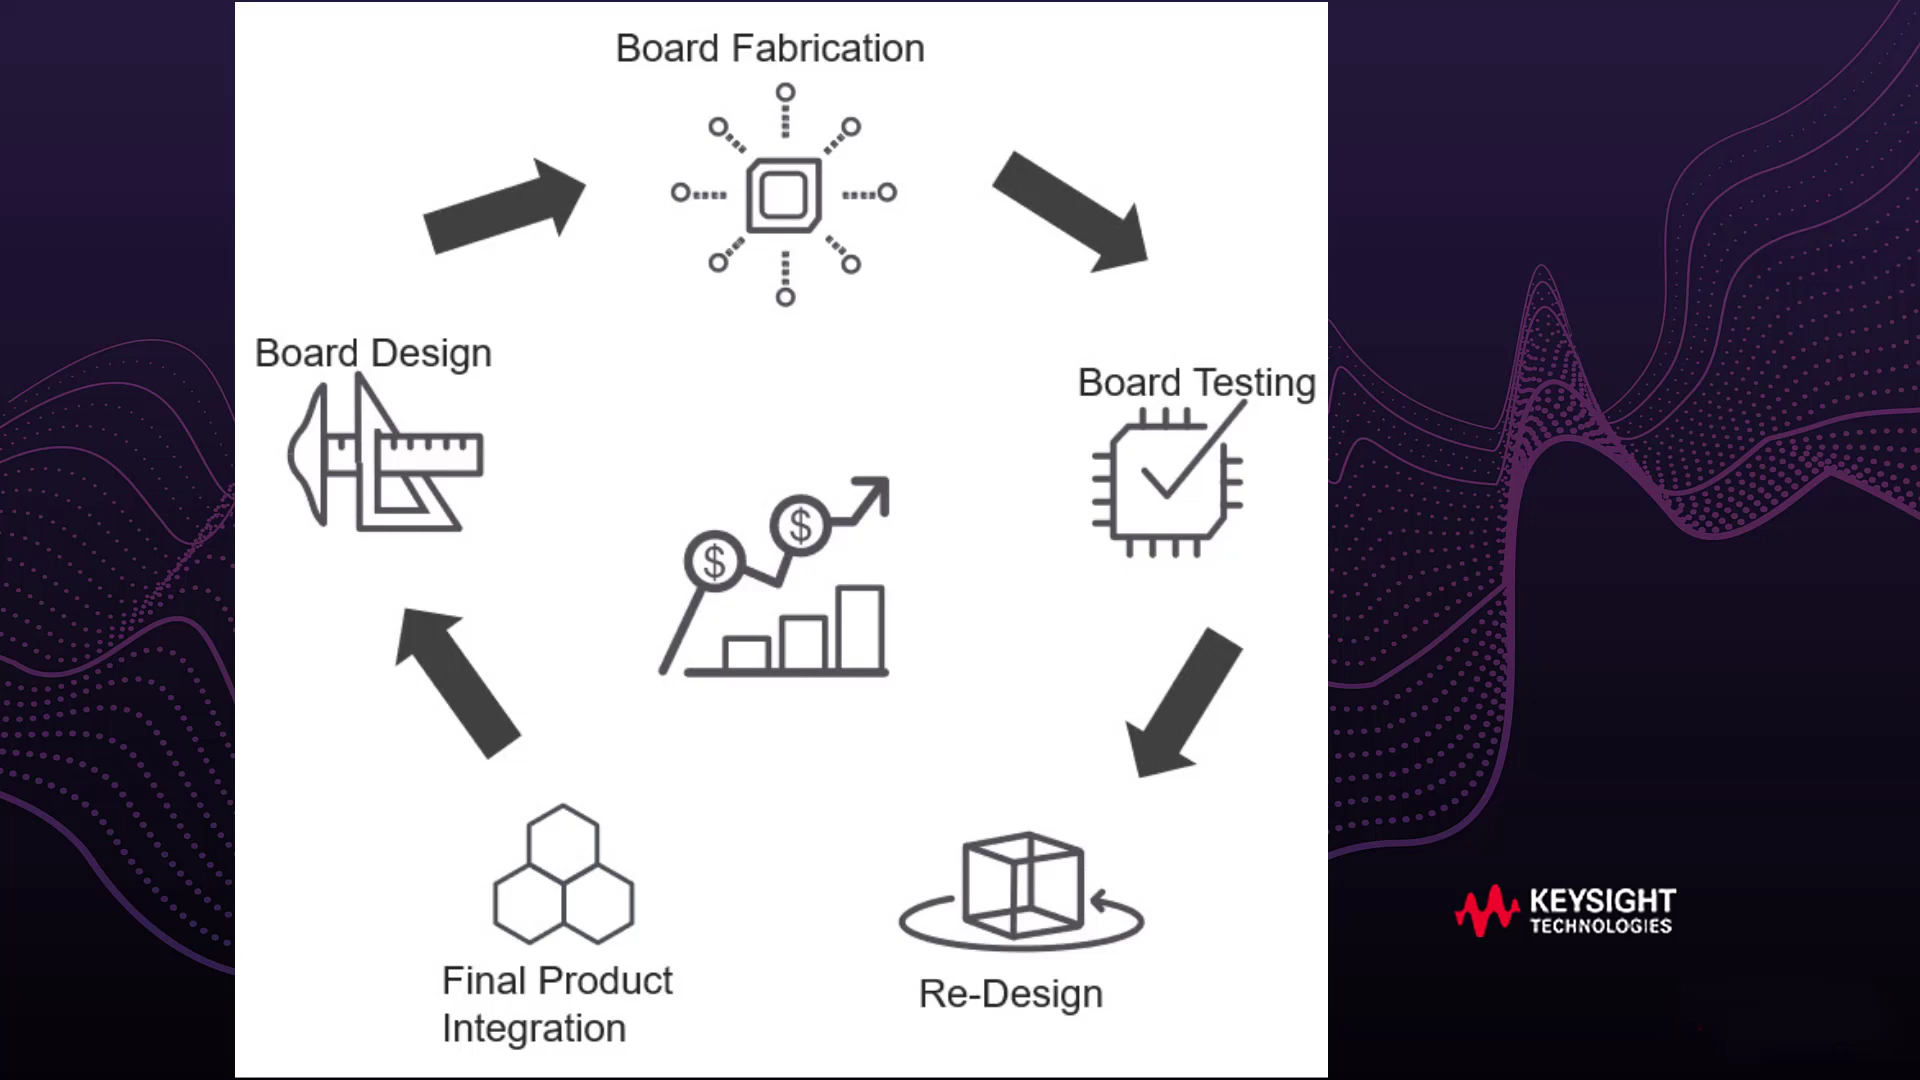 Board Fabrication
Board Design
Board Testing
$
$
Final Product
Integration
Re-Design
KEYSIGHT
TECHNOLOGIES